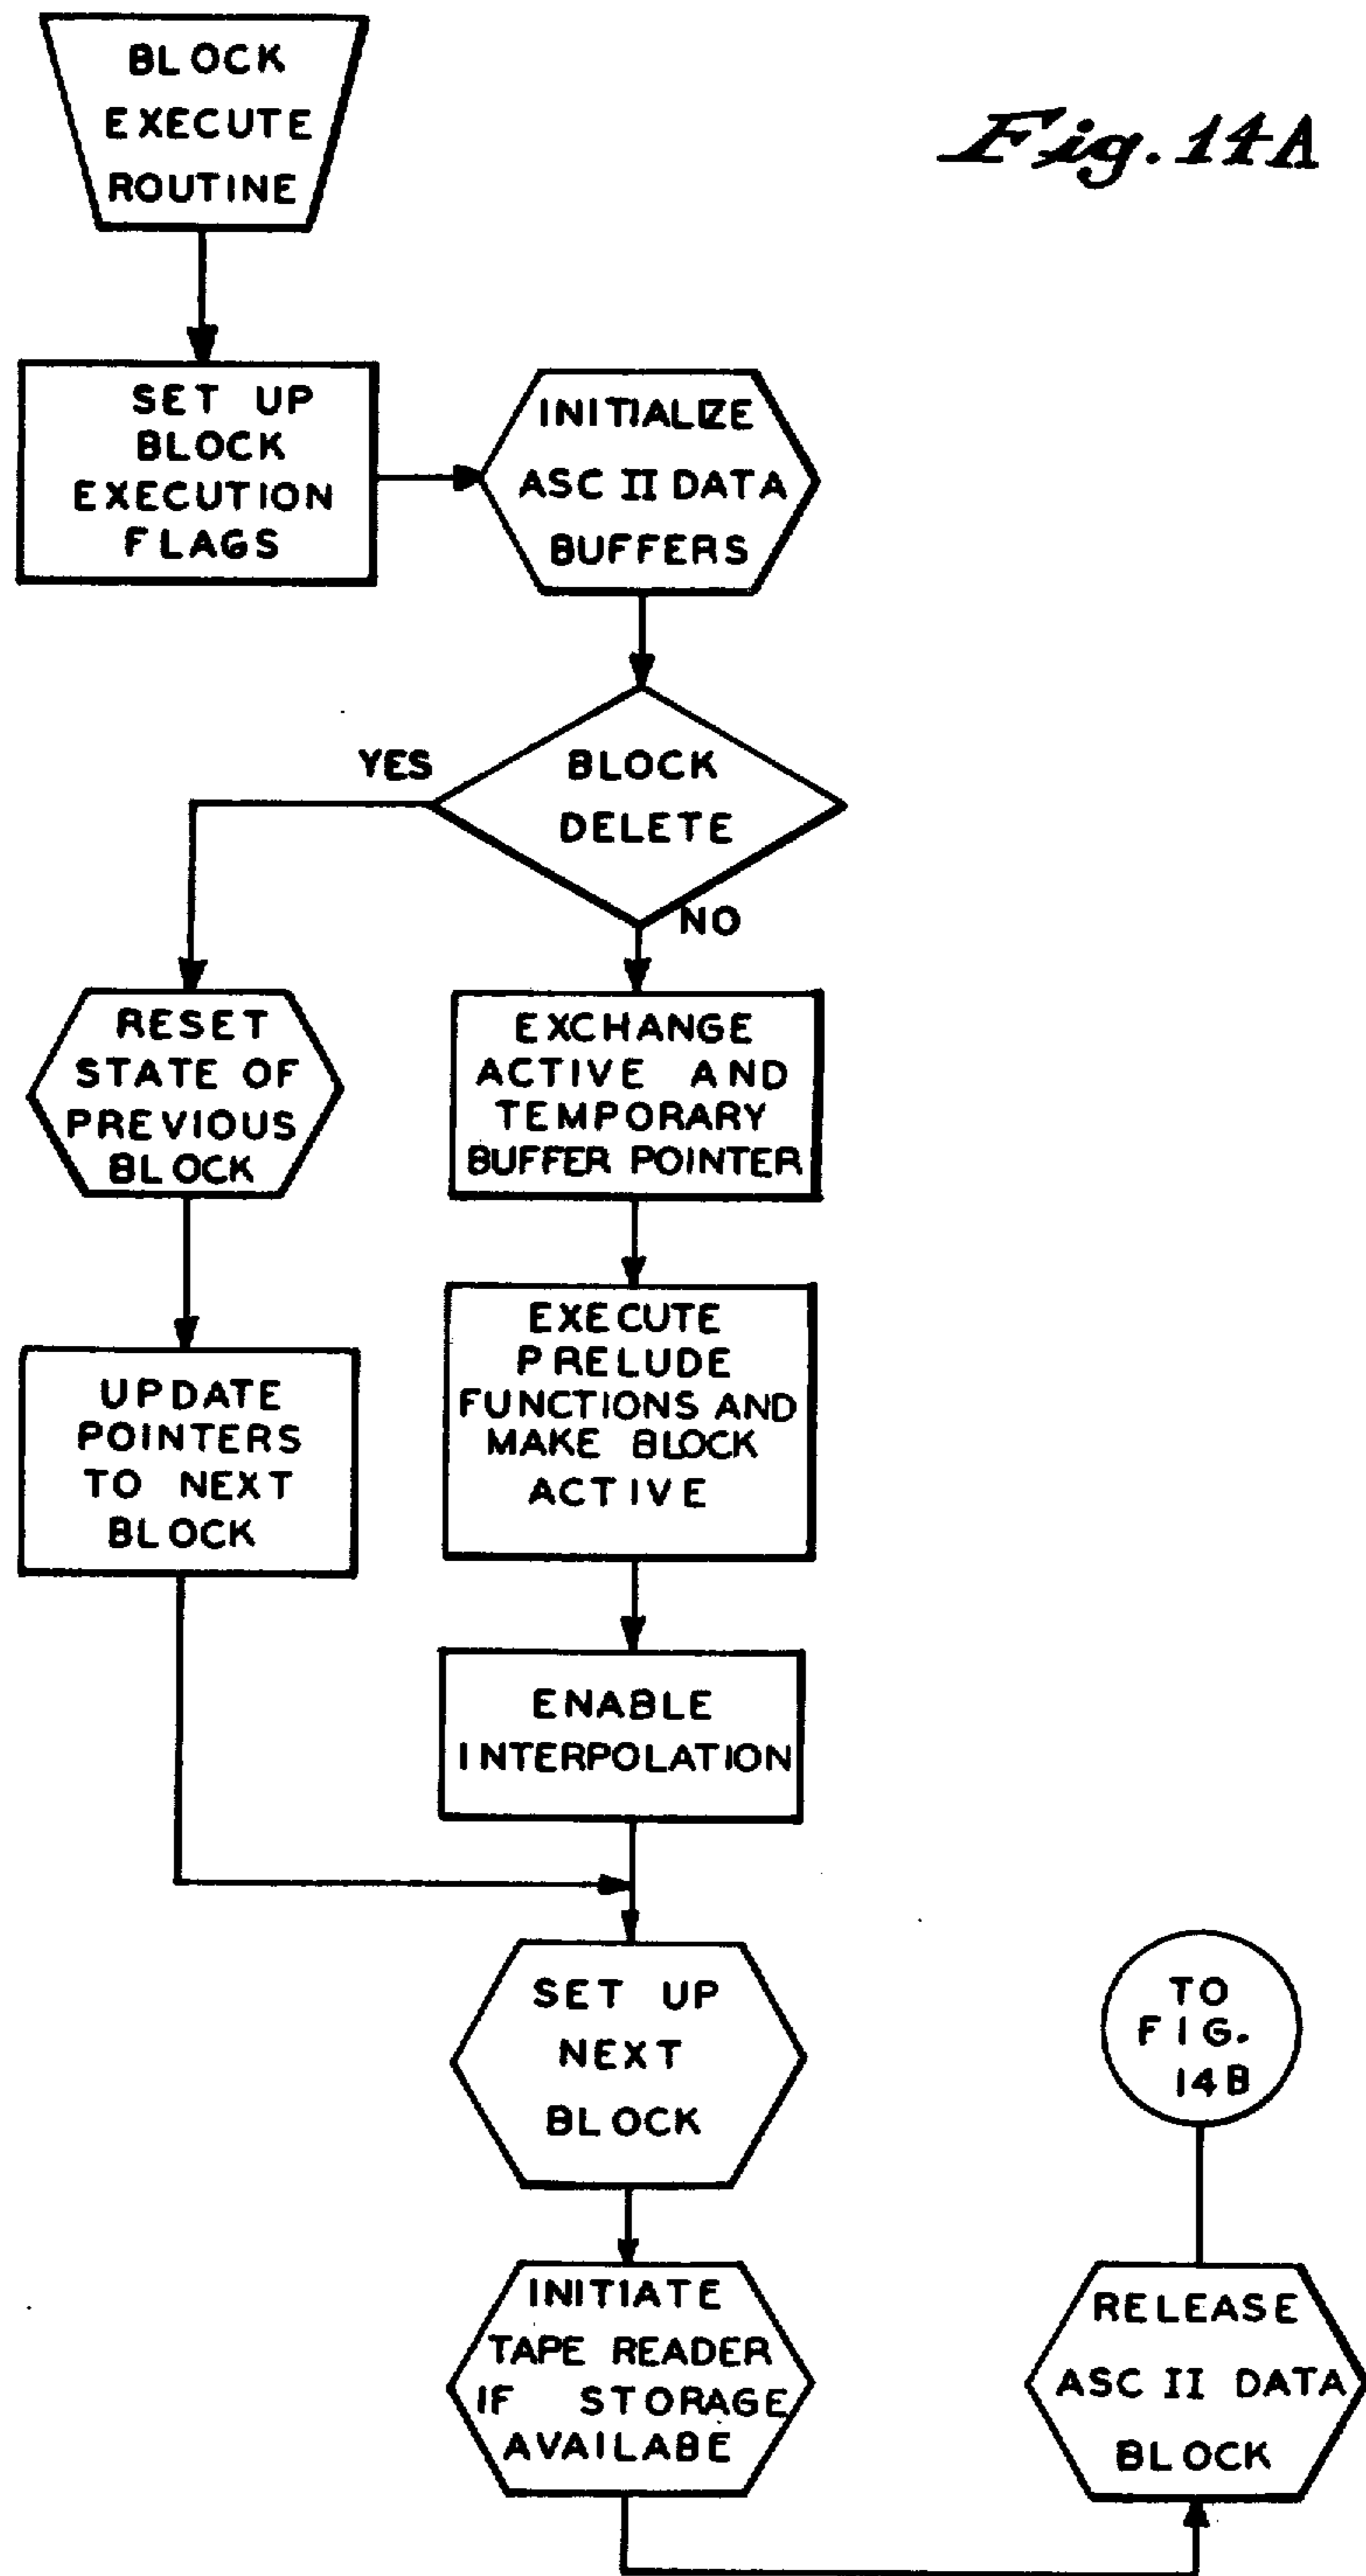 BLOCK
EXECUTE
ROUTINE
Fig. 14A
SET UP
BLOCK
EXECUTION
FLAGS
INITIALIZE
ASC II DATA
BUFFERS
YES
BLOCK
DELETE
NO
RESET
STATE OF
PREVIOUS
BLOCK
EXCHANGE
ACTIVE AND
TEMPORARY
BUFFER POINTER
UPDATE
POINTERS
TO NEXT
BLOCK
EXECUTE
PRELUDE
FUNCTIONS AND
MAKE BLOCK
ACTIVE
ENABLE
INTERPOLATION
SET UP
NEXT
BLOCK
INITIATE
TAPE READER
IF STORAGE
AVAILABE
RELEASE
ASC II DATA
BLOCK
TO
FIG.
14B